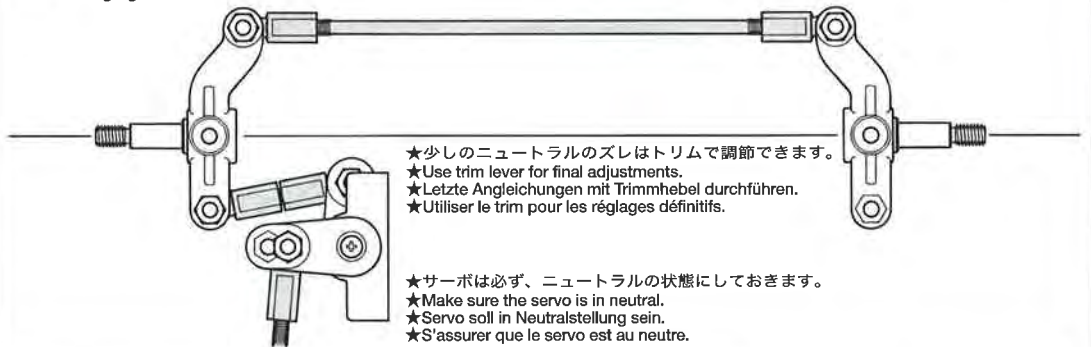 ★少しのニュートラルのズレはトリムで調節できます。
★Use trim lever for final adjustments.
★Letzte Angleichungen mit Trimmhebel durchführen.
★Utiliser le trim pour les réglages définitifs.
★サーボは必ず、ニュートラルの状態にしておきます。
★Make sure the servo is in neutral.
★Servo soll in Neutralstellung sein.
★S'assurer que le servo est au neutre.